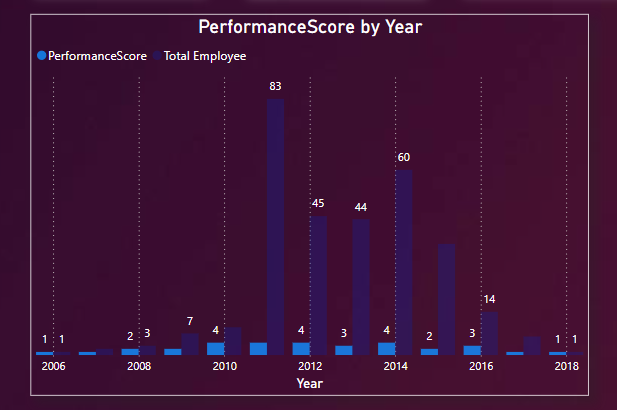 PerformanceScore by Year
PerformanceScore Total Employee
83
60
45
44
14
7
1 1 2 3 4 4 3 4 2 3 1 1
2006 2008 2010 2012 2014 2016 2018
Year